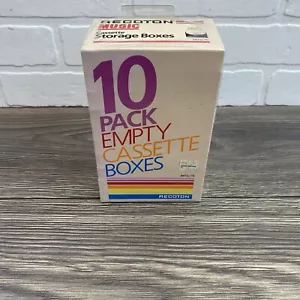 RECOTON
MUSIC
Cassette
Storage Boxes
10
PACK
EMPTY
CASSETTE
BOXES
RECOTON